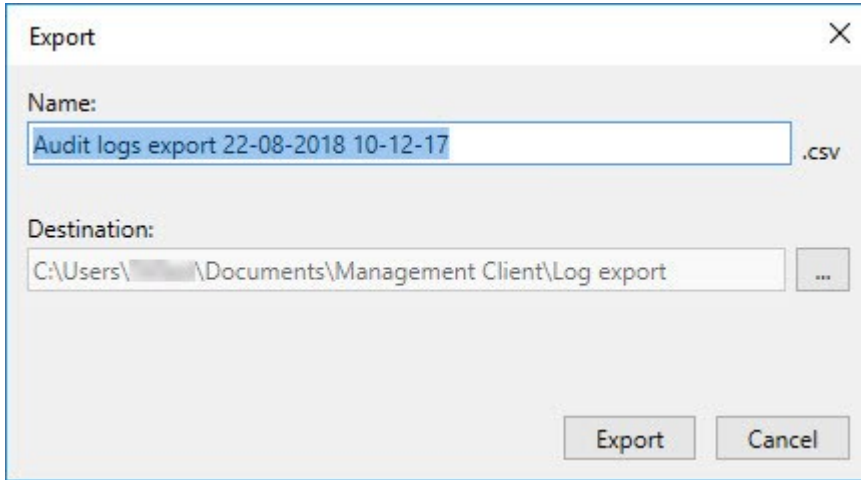 Export
Name:
Audit logs export 22-08-2018 10-12-17 .csv
Destination:
C:\Users\ \Documents\Management Client\Log export ...
Export Cancel